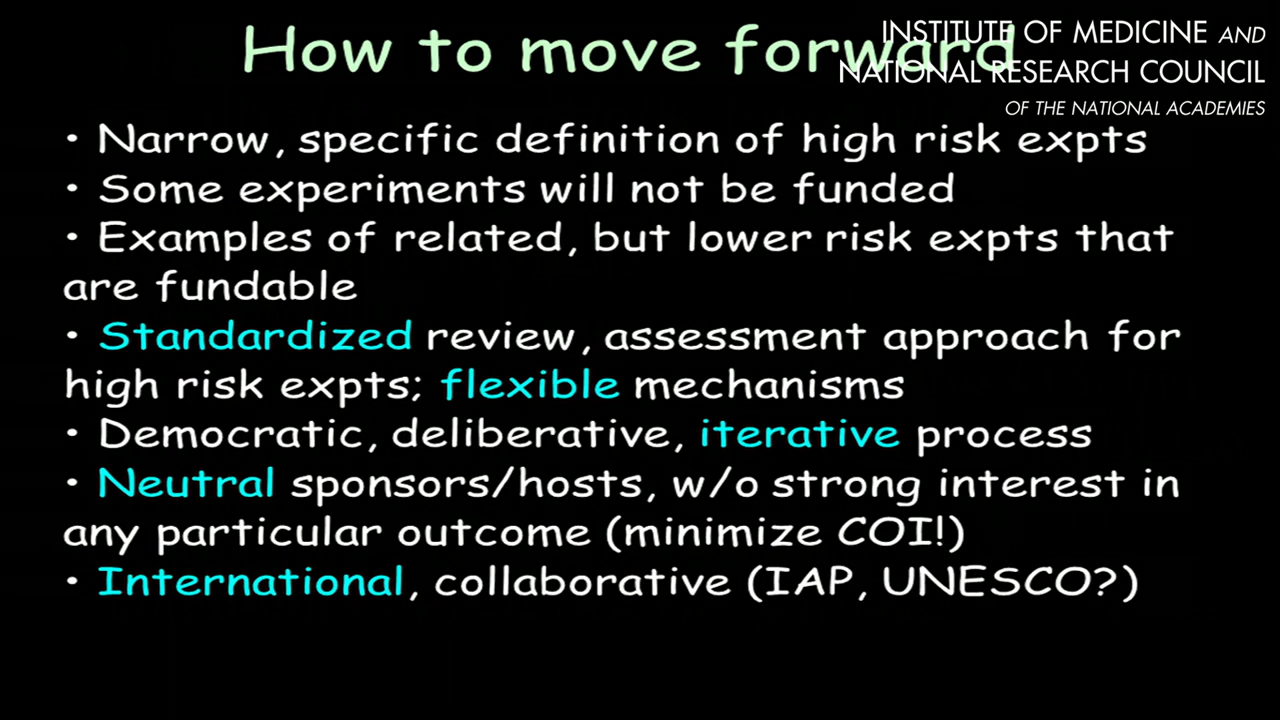 How to move forward
INSTITUTE OF MEDICINE AND
NATIONAL RESEARCH COUNCIL
OF THE NATIONAL ACADEMIES
• Narrow, specific definition of high risk expts
• Some experiments will not be funded
• Examples of related, but lower risk expts that
are fundable
• Standardized review, assessment approach for
high risk expts; flexible mechanisms
• Democratic, deliberative, iterative process
• Neutral sponsors/hosts, w/o strong interest in
any particular outcome (minimize COI!)
• International, collaborative (IAP, UNESCO?)